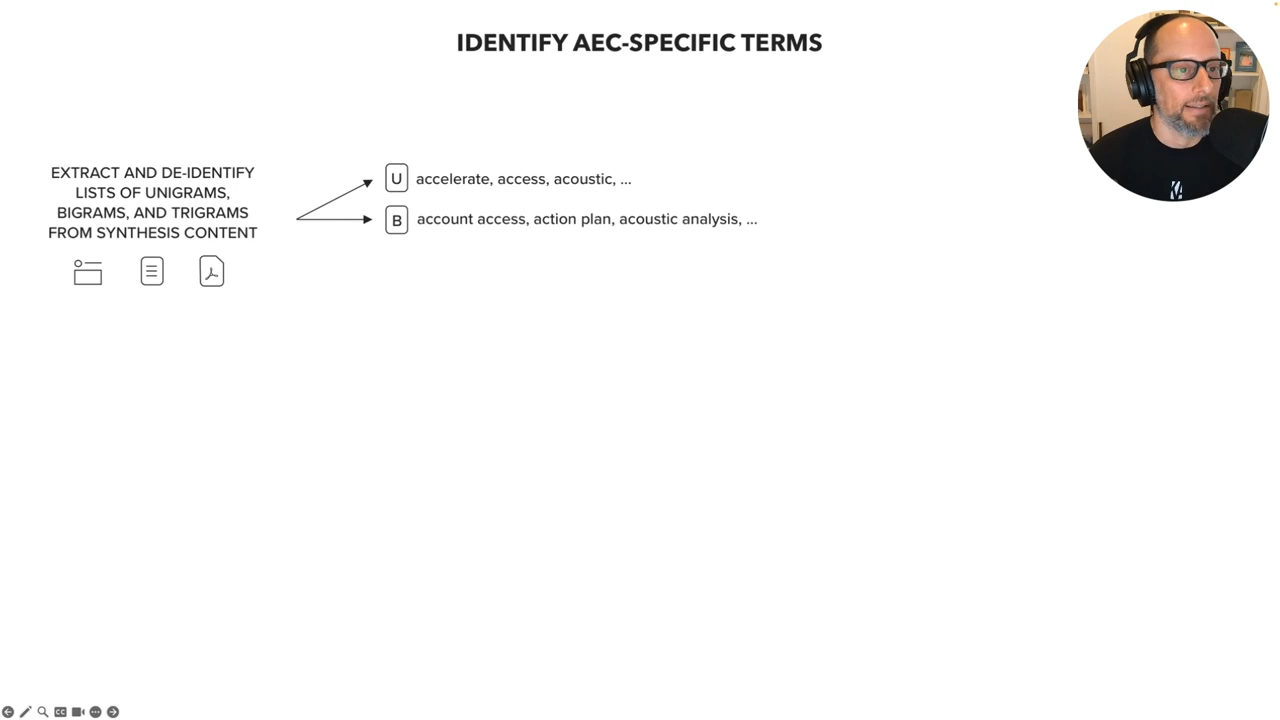 IDENTIFY AEC-SPECIFIC TERMS
EXTRACT AND DE-IDENTIFY
LISTS OF UNIGRAMS,
BIGRAMS, AND TRIGRAMS
FROM SYNTHESIS CONTENT
U accelerate, access, acoustic, ...
B account access, action plan, acoustic analysis, ...
CC